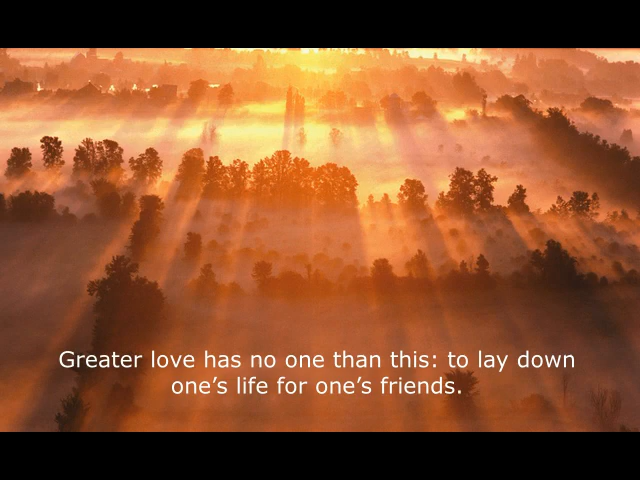 Greater love has no one than this: to lay down
one’s life for one’s friends.